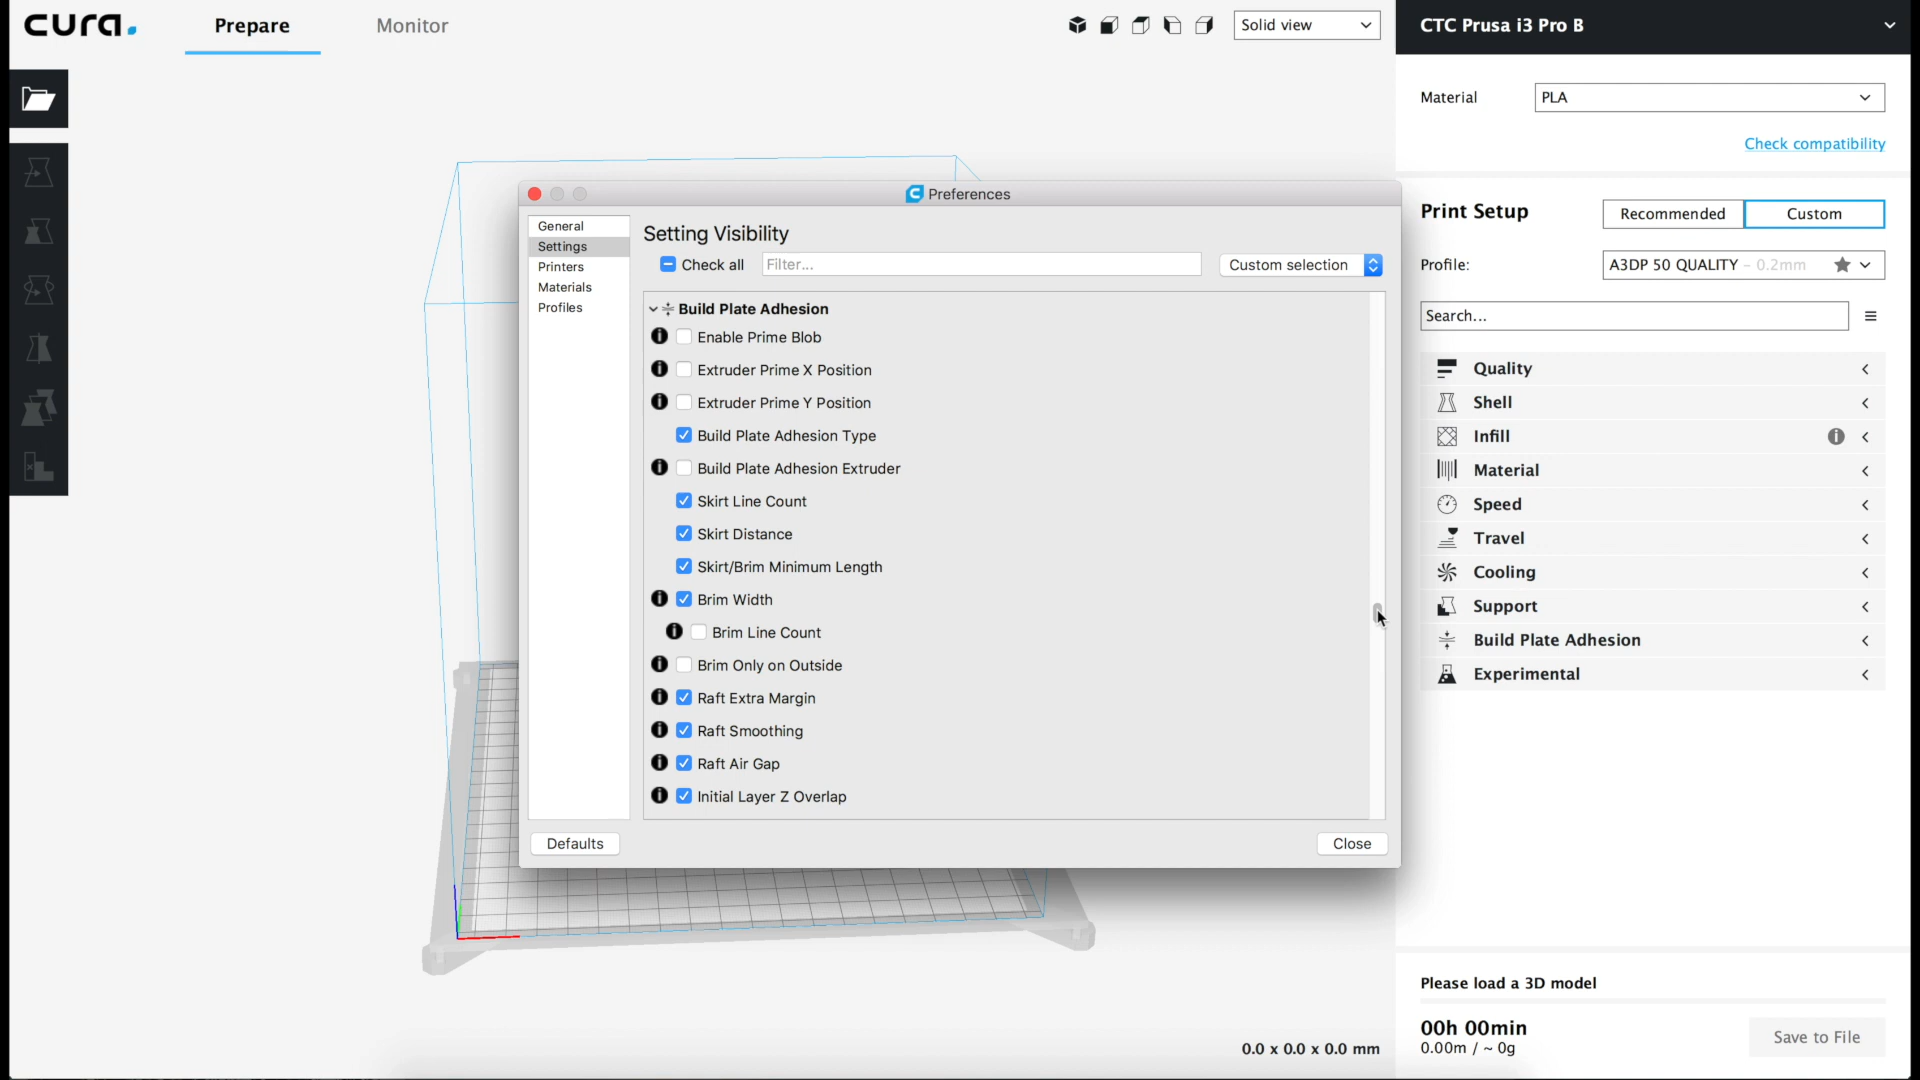 cura.
Prepare
Monitor
Solid view
CTC Prusa i3 Pro B
Material
PLA
Check compatibility
Preferences
General
Settings
Printers
Materials
Profiles
Setting Visibility
Check all
Filter...
Custom selection
Build Plate Adhesion
Enable Prime Blob
Extruder Prime X Position
Extruder Prime Y Position
Build Plate Adhesion Type
Build Plate Adhesion Extruder
Skirt Line Count
Skirt Distance
Skirt/Brim Minimum Length
Brim Width
Brim Line Count
Brim Only on Outside
Raft Extra Margin
Raft Smoothing
Raft Air Gap
Initial Layer Z Overlap
Defaults
Close
Print Setup
Recommended
Custom
Profile:
A3DP 50 QUALITY - 0.2mm
Search...
Quality
Shell
Infill
Material
Speed
Travel
Cooling
Support
Build Plate Adhesion
Experimental
Please load a 3D model
00h 00min
0.00m / ~ 0g
Save to File
0.0 x 0.0 x 0.0 mm